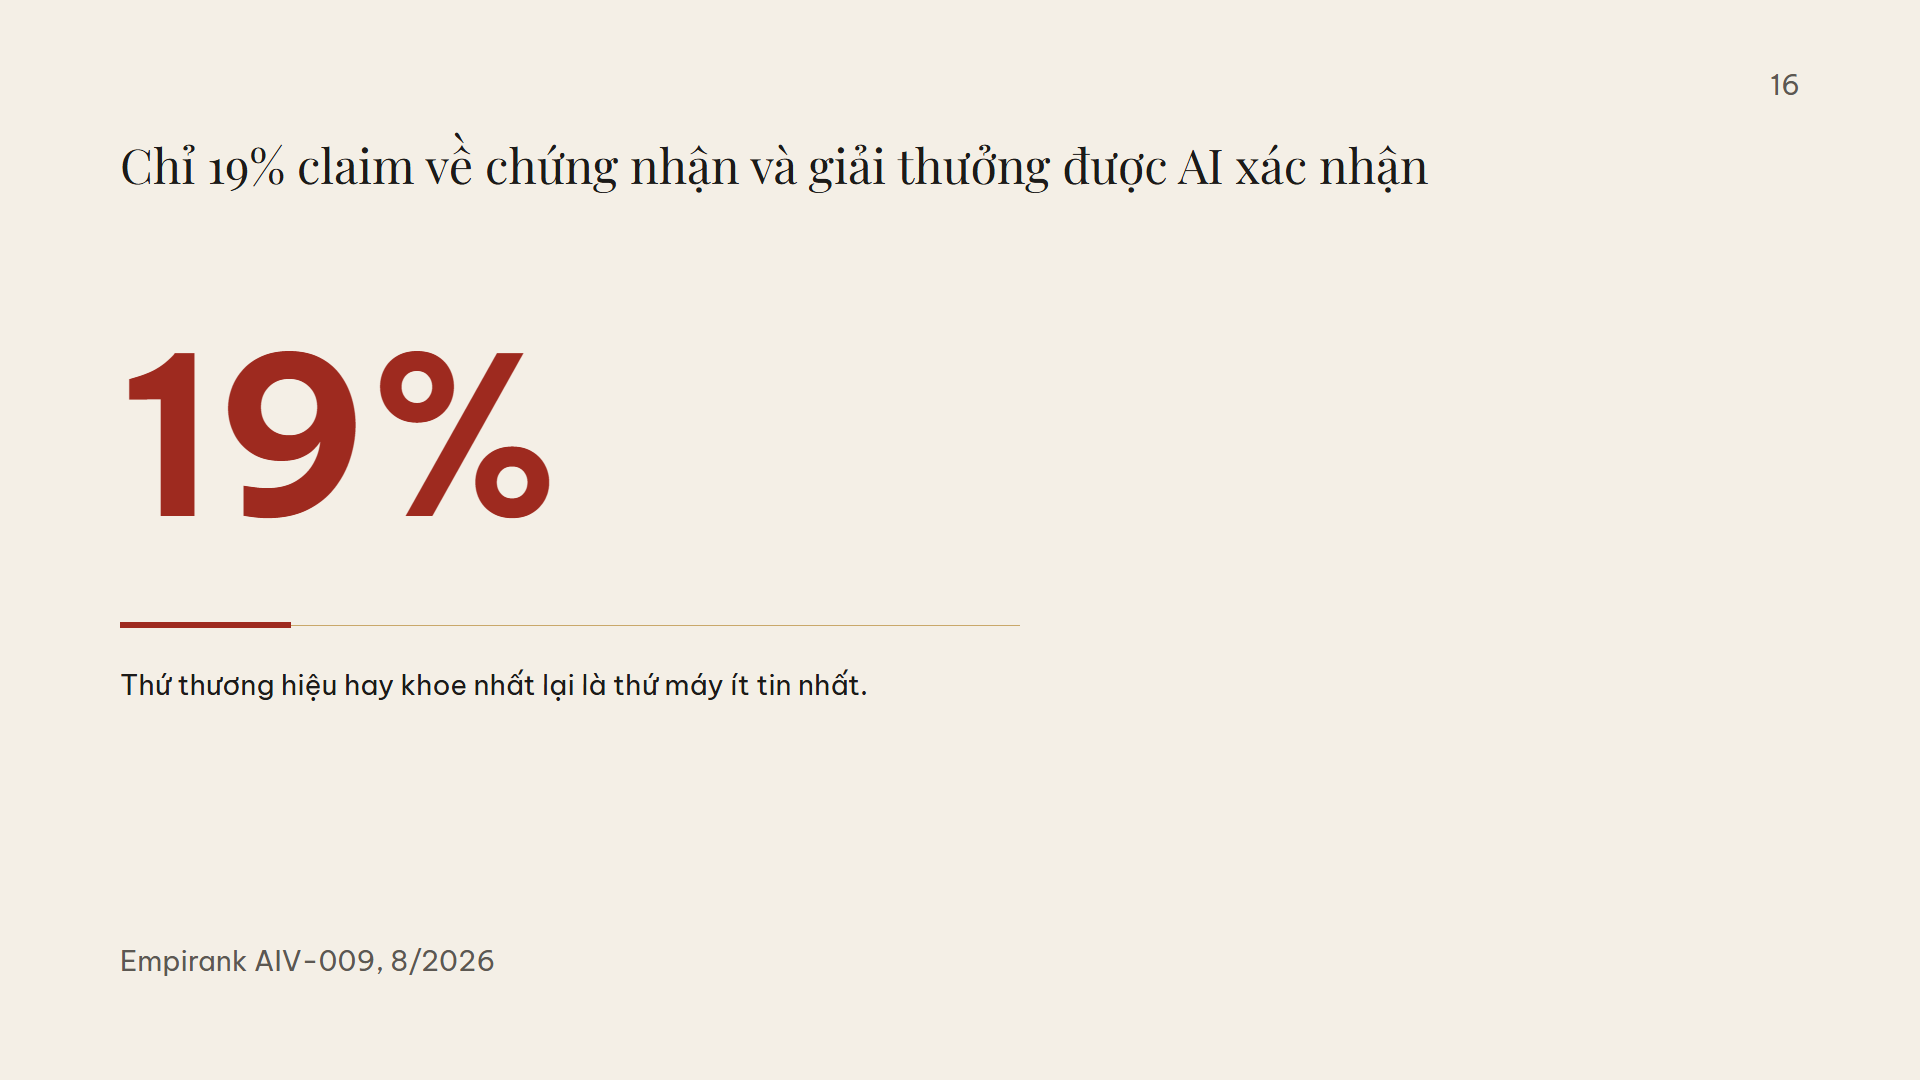 16
Chỉ 19% claim về chứng nhận và giải thưởng được AI xác nhận
19%
Thứ thương hiệu hay khoe nhất lại là thứ máy ít tin nhất.
Empirank AIV-009, 8/2026